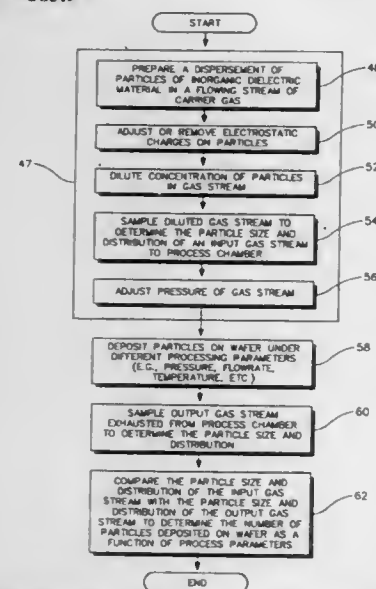 START
PREPARE A DISPERSEMENT OF
PARTICLES OF INORGANIC DIELECTRIC
MATERIAL IN A FLOWING STREAM OF
CARRIER GAS
ADJUST OR REMOVE ELECTROSTATIC
CHARGES ON PARTICLES
50
DILUTE CONCENTRATION OF PARTICLES
IN GAS STREAM
52
47
SAMPLE DILUTED GAS STREAM TO
DETERMINE THE PARTICLE SIZE AND
DISTRIBUTION OF AN INPUT GAS STREAM
TO PROCESS CHAMBER
54
ADJUST PRESSURE OF GAS STREAM
56
DEPOSIT PARTICLES ON WAFER UNDER
DIFFERENT PROCESSING PARAMETERS
(E.G., PRESSURE, FLOWRATE,
TEMPERATURE, ETC)
58
SAMPLE OUTPUT GAS STREAM
EXHAUSTED FROM PROCESS CHAMBER
TO DETERMINE THE PARTICLE SIZE AND
DISTRIBUTION
60
COMPARE THE PARTICLE SIZE AND
DISTRIBUTION OF THE INPUT GAS
STREAM WITH THE PARTICLE SIZE AND
DISTRIBUTION OF THE OUTPUT GAS
STREAM TO DETERMINE THE NUMBER OF
PARTICLES DEPOSITED ON WAFER AS A
FUNCTION OF PROCESS PARAMETERS
62
END